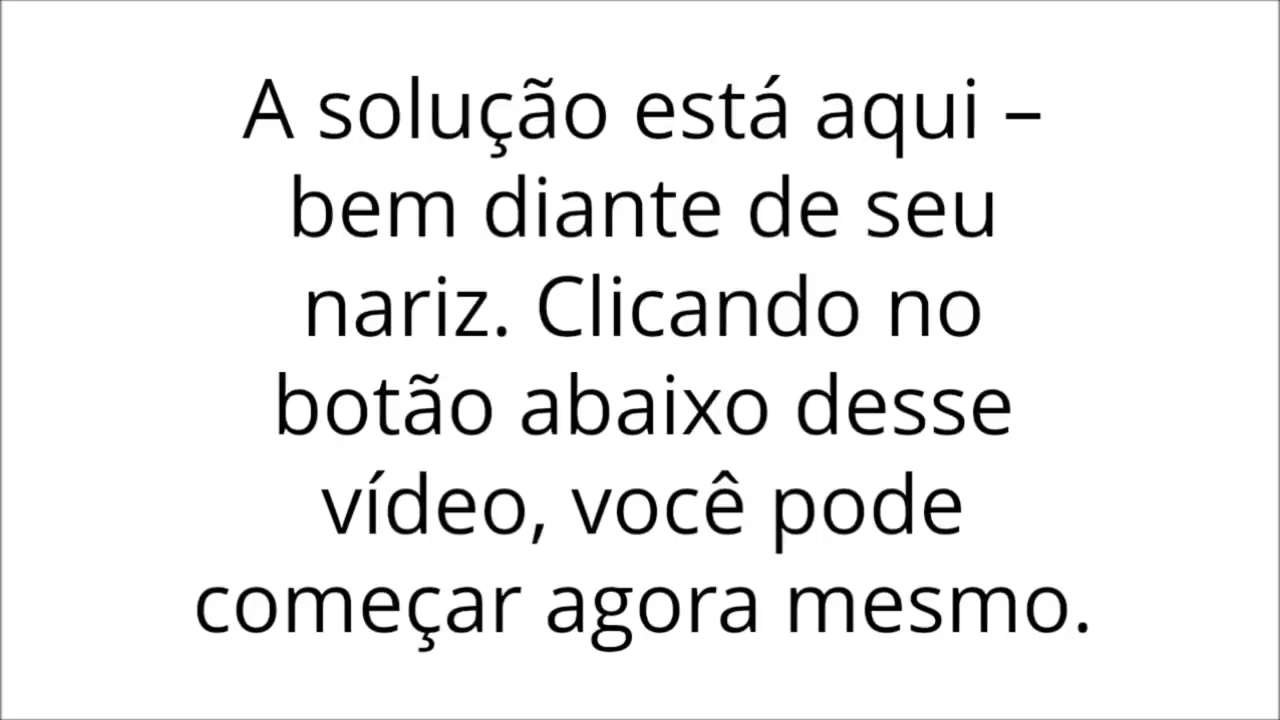 A solução está aqui –
bem diante de seu
nariz. Clicando no
botão abaixo desse
vídeo, você pode
começar agora mesmo.